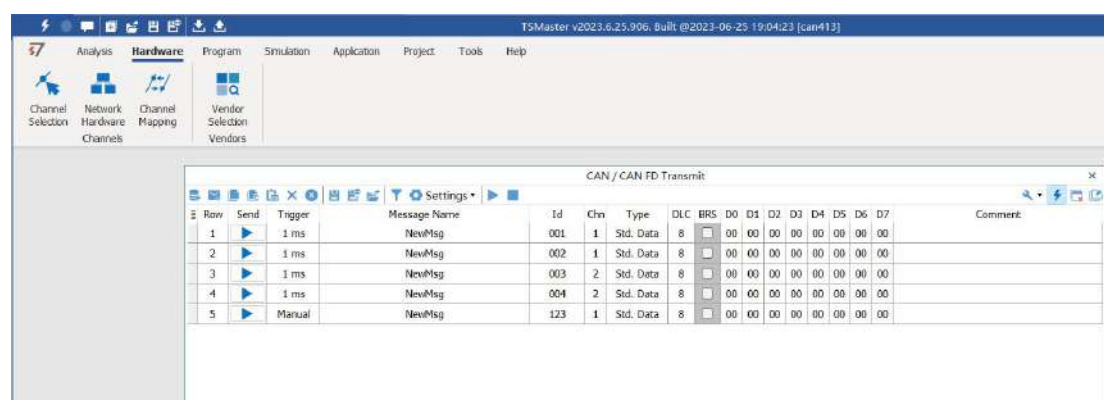 TSMaster v2023.6.25.906. Built @2023-06-25 19:04:23 [can413]
Analysis Hardware Program Simulation Application Project Tools Help
Channel Selection Network Hardware Channel Mapping Vendor Selection
Channels Vendors
CAN / CAN FD Transmit
Settings
Row Send Trigger Message Name Id Chn Type DLC BRS D0 D1 D2 D3 D4 D5 D6 D7 Comment
1 1 ms NewMsg 001 1 Std. Data 8 00 00 00 00 00 00 00 00
2 1 ms NewMsg 002 1 Std. Data 8 00 00 00 00 00 00 00 00
3 1 ms NewMsg 003 2 Std. Data 8 00 00 00 00 00 00 00 00
4 1 ms NewMsg 004 2 Std. Data 8 00 00 00 00 00 00 00 00
5 Manual NewMsg 123 1 Std. Data 8 00 00 00 00 00 00 00 00